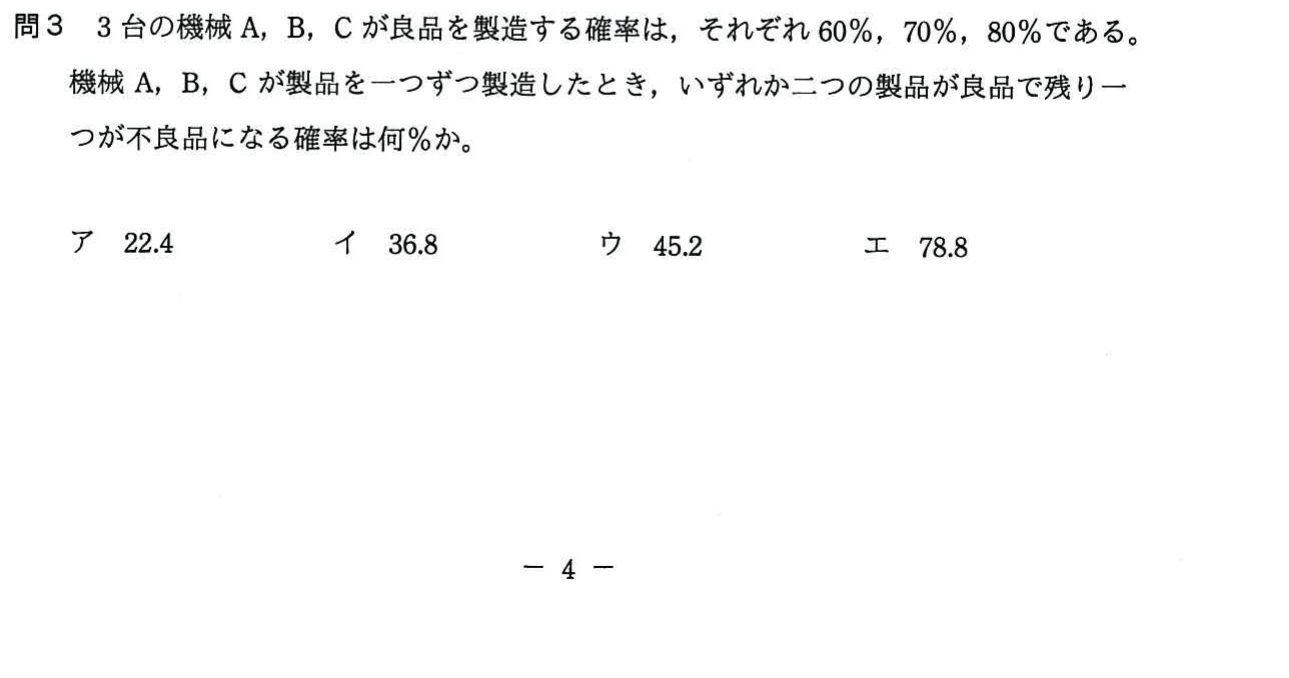 問3 3台の機械A，B，Cが良品を製造する確率は，それぞれ60%，70%，80%である。
機械A，B，Cが製品を一つずつ製造したとき，いずれか二つの製品が良品で残り一
つが不良品になる確率は何%か。
ア 22.4 イ 36.8 ウ 45.2 エ 78.8
－ 4 －